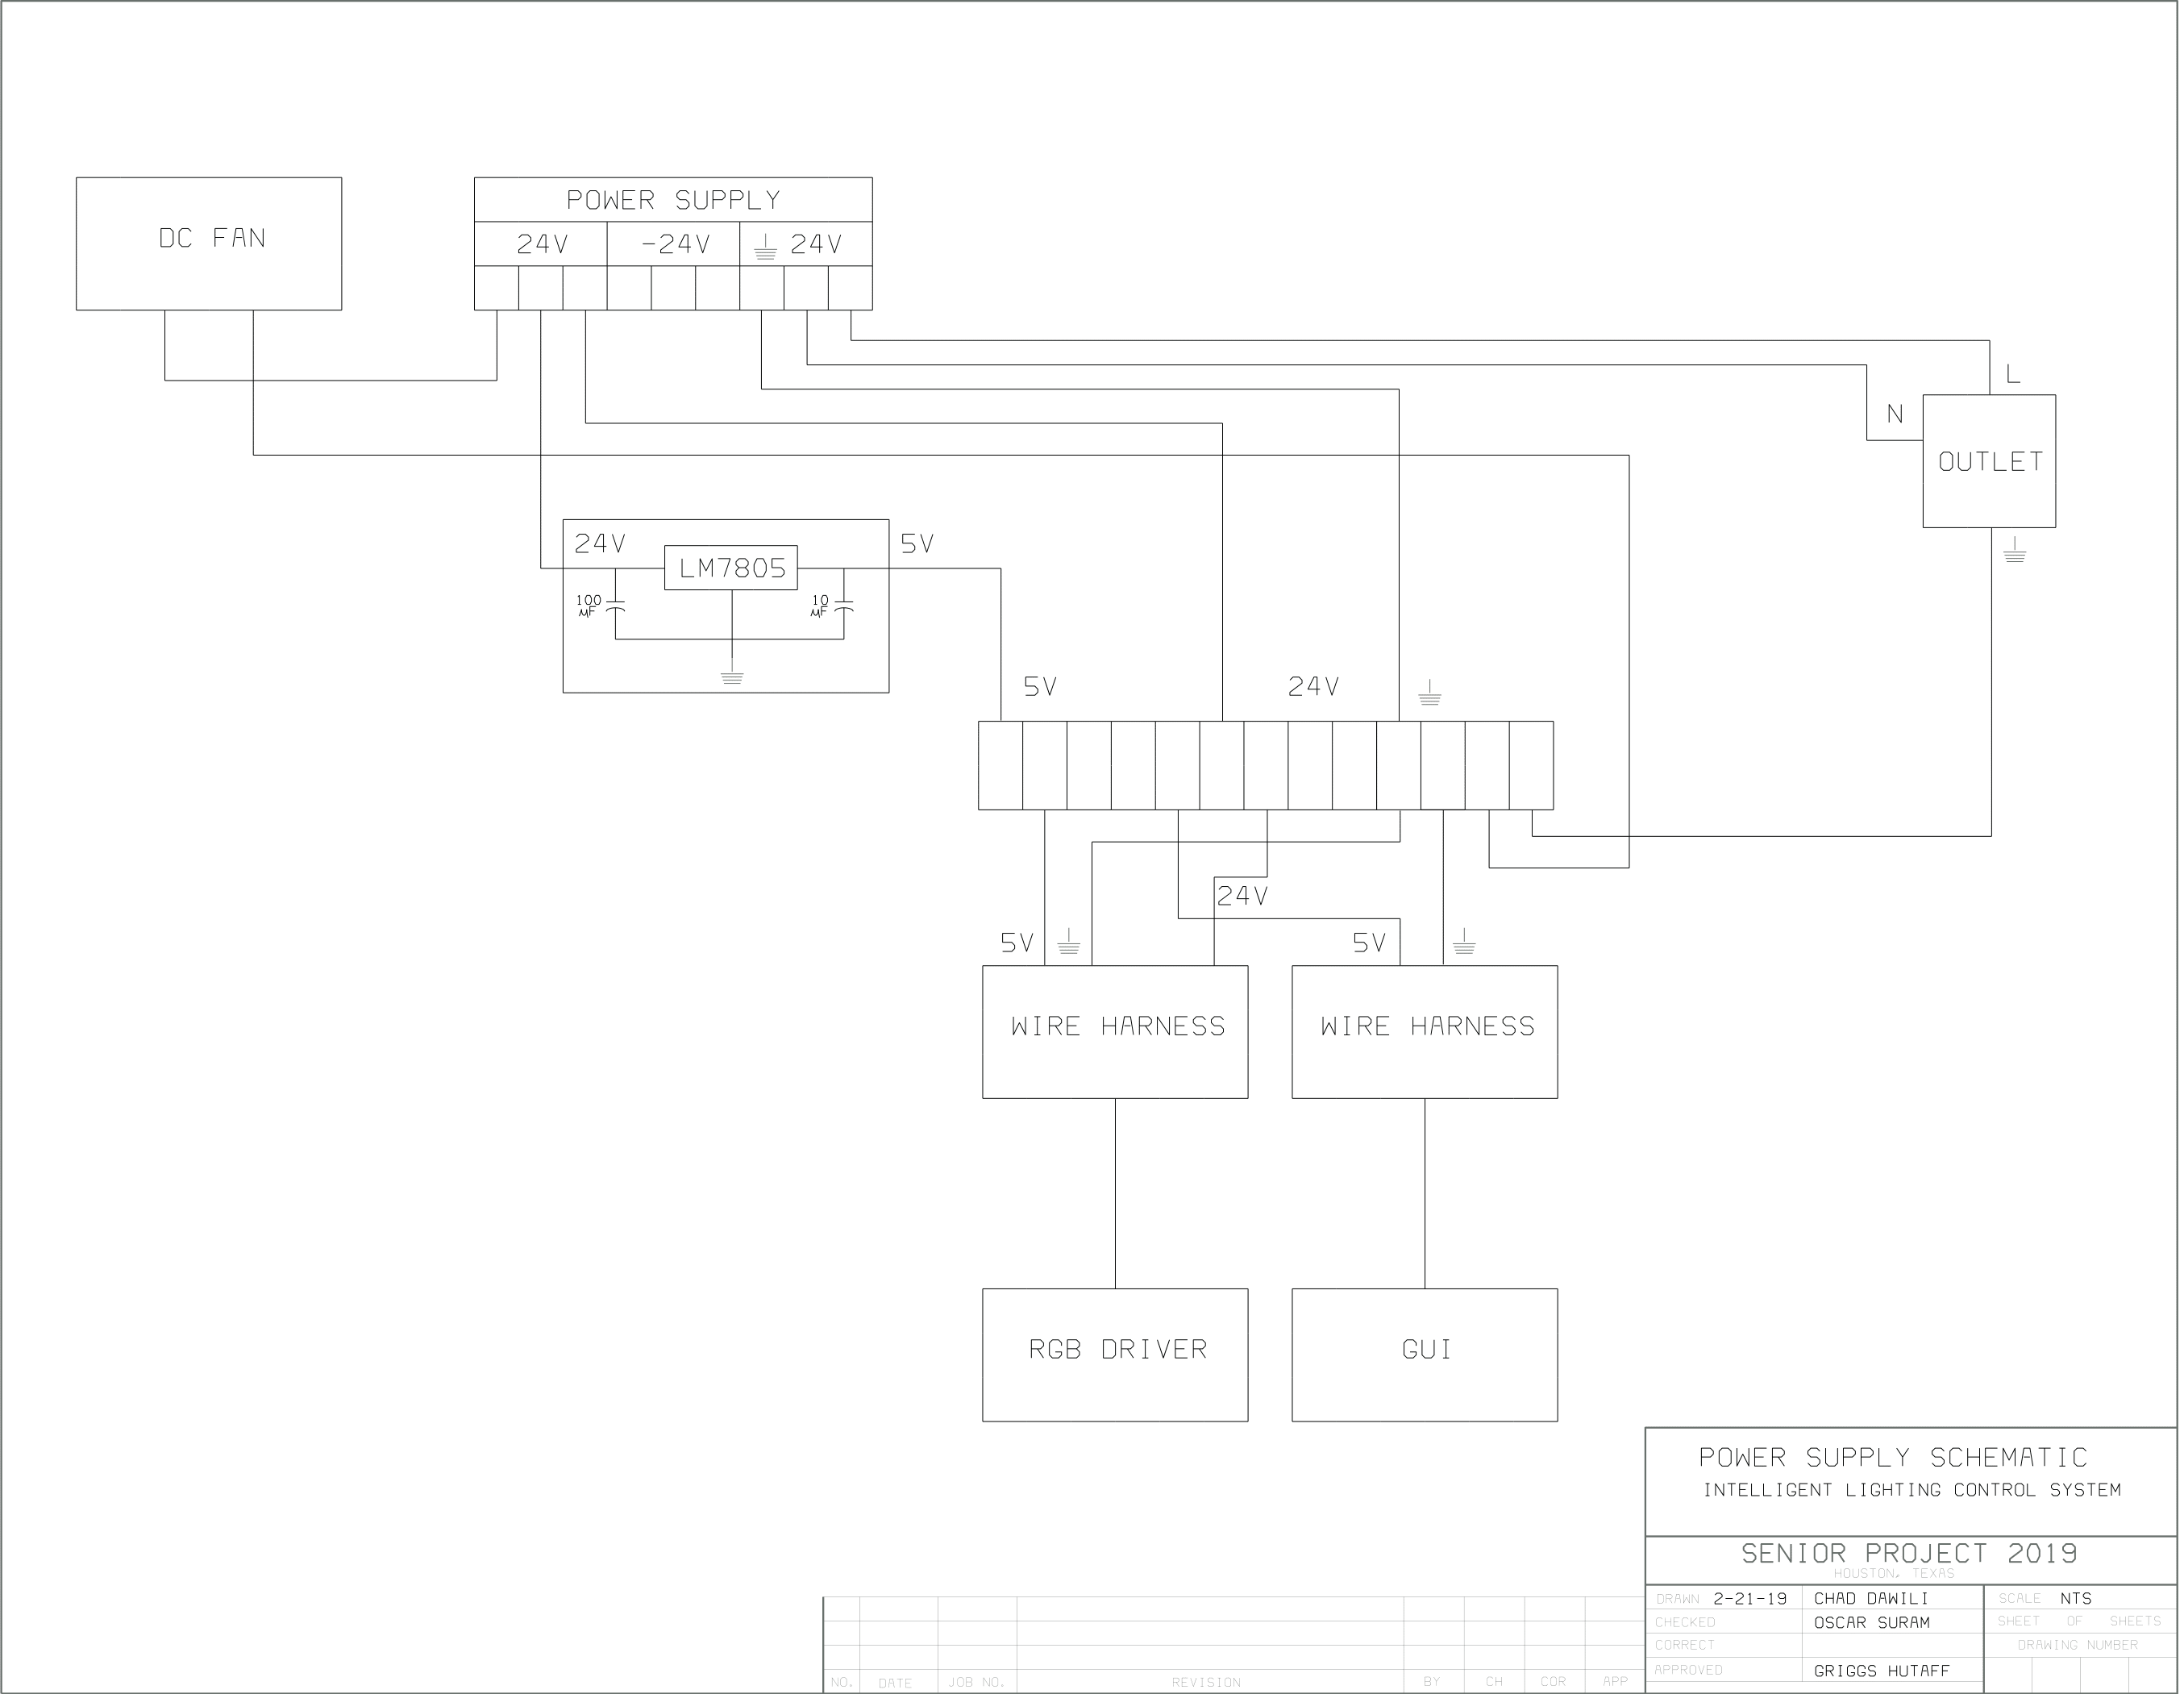 POWER SUPPLY
DC FAN
24V
-24V
24V
L
N
OUTLET
24V
LM7805
5V
100
µF
10
µF
5V
24V
24V
5V
5V
WIRE HARNESS
WIRE HARNESS
RGB DRIVER
GUI
POWER SUPPLY SCHEMATIC
INTELLIGENT LIGHTING CONTROL SYSTEM
SENIOR PROJECT 2019
HOUSTON, TEXAS
DRAWN 2-21-19 CHAD DAWILI SCALE NTS
CHECKED OSCAR SURAM SHEET OF SHEETS
CORRECT DRAWING NUMBER
APPROVED GRIGGS HUTAFF
NO. DATE JOB NO. REVISION BY CH COR APP